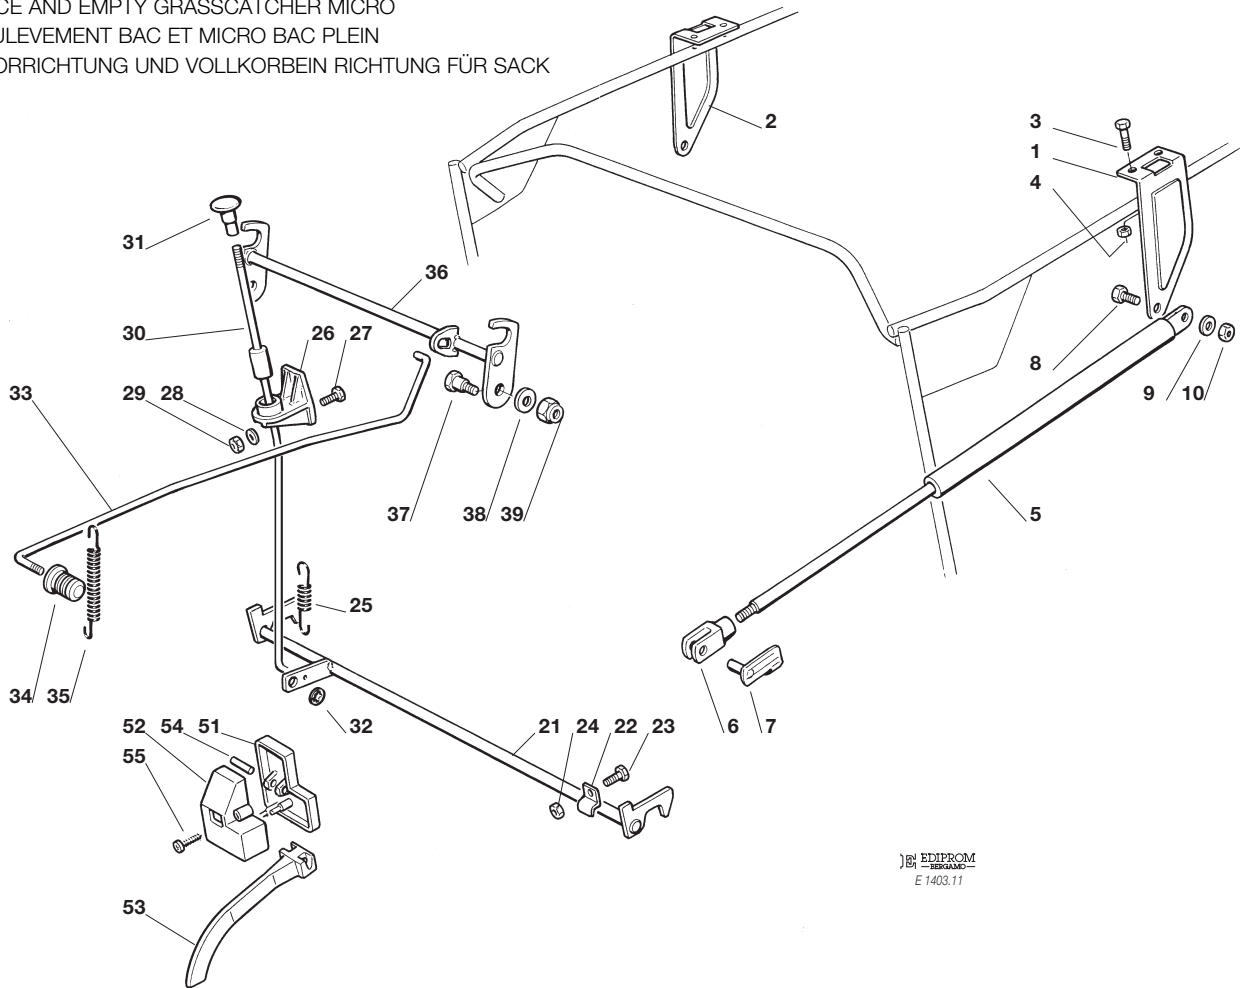 CE AND EMPTY GRASSCATCHER MICRO
ULEVEMENT BAC ET MICRO BAC PLEIN
ORRICHTUNG UND VOLLKORBEIN RICHTUNG FÜR SACK
2
3
1
4
31
36
30
26 27
8
33
29 28
9 10
37 38 39
5
25
34 35
32
6 7
52 54 51
21 24 22 23
55
53
EDIPROM
BERGAMO
E 1403.11